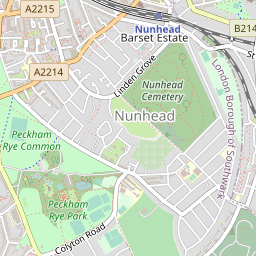 A2215
Nunhead
Barset Estate
B214
A2214
Linden Grove
Nunhead
Cemetery
Nunhead
London Borough of Southwark
Peckham
Rye Common
Peckham
Rye Park
Colyton Road